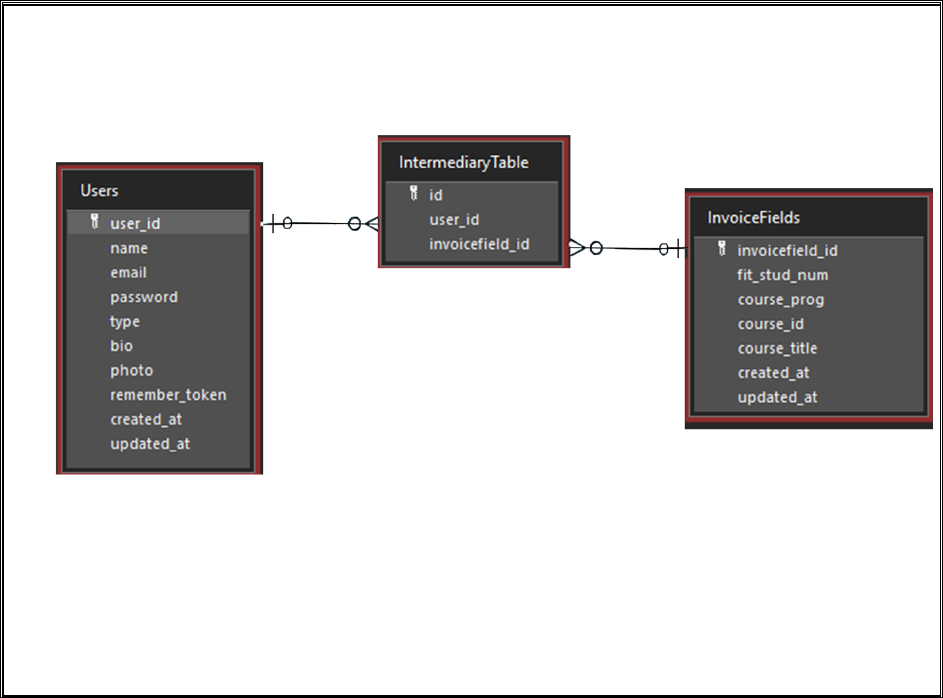 Users
user_id
name
email
password
type
bio
photo
remember_token
created_at
updated_at
IntermediaryTable
id
user_id
invoicefield_id
InvoiceFields
invoicefield_id
fit_stud_num
course_prog
course_id
course_title
created_at
updated_at